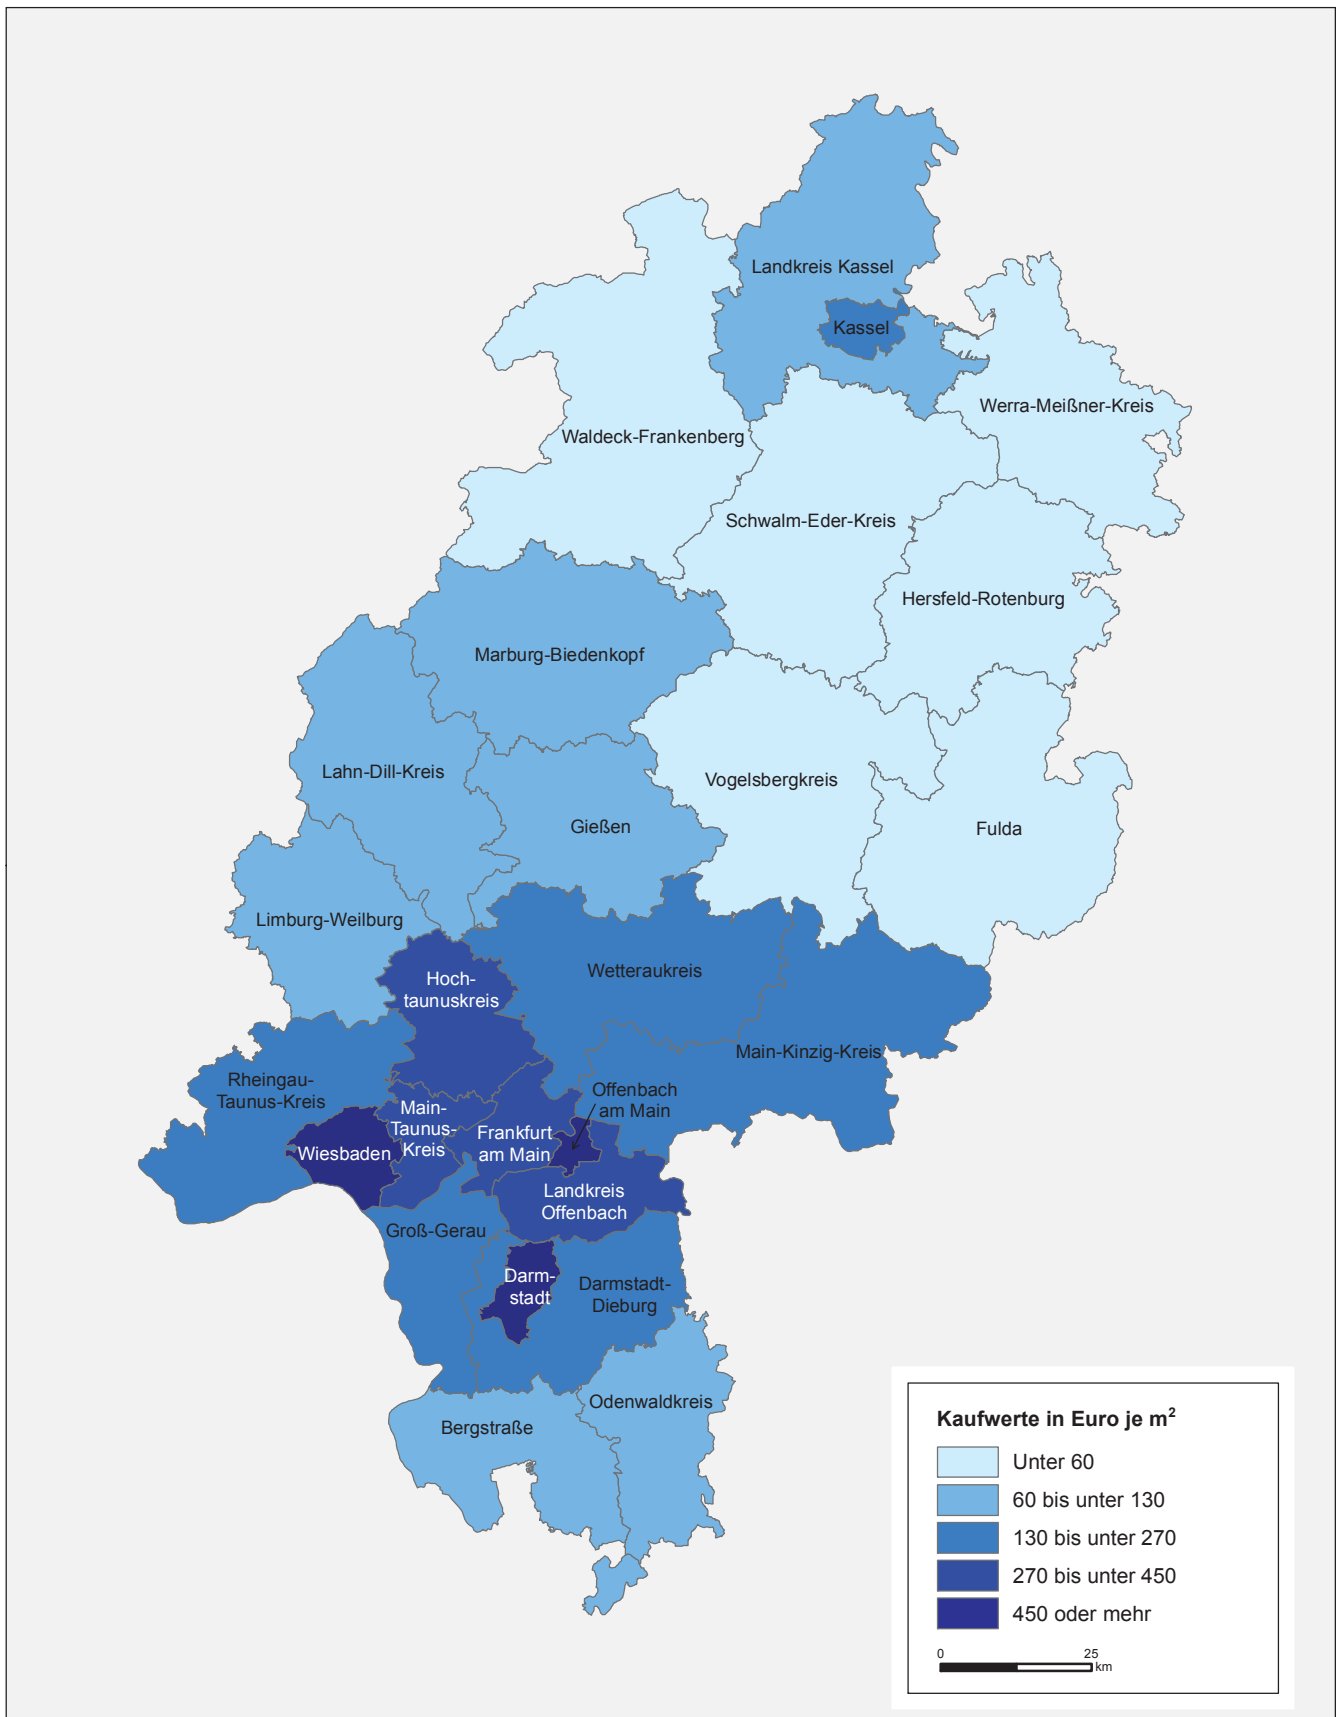 Landkreis Kassel
Kassel
Werra-Meißner-Kreis
Waldeck-Frankenberg
Schwalm-Eder-Kreis
Hersfeld-Rotenburg
Marburg-Biedenkopf
Lahn-Dill-Kreis
Vogelsbergkreis
Gießen
Fulda
Limburg-Weilburg
Wetteraukreis
Hoch-
taunuskreis
Main-Kinzig-Kreis
Rheingau-
Taunus-Kreis
Offenbach
am Main
Main-
Taunus-
Kreis
Frankfurt
am Main
Wiesbaden
Landkreis
Offenbach
Groß-Gerau
Darm-
stadt
Darmstadt-
Dieburg
Odenwaldkreis
Bergstraße
Kaufwerte in Euro je m²
Unter 60
60 bis unter 130
130 bis unter 270
270 bis unter 450
450 oder mehr
0 25
km